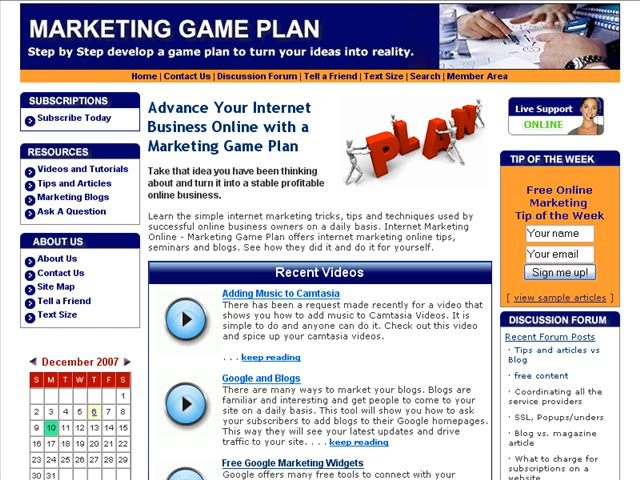 MARKETING GAME PLAN
Step by Step develop a game plan to turn your ideas into reality.
Home | Contact Us | Discussion Forum | Tell a Friend | Text Size | Search | Member Area
SUBSCRIPTIONS
Subscribe Today
RESOURCES
Videos and Tutorials
Tips and Articles
Marketing Blogs
Ask A Question
ABOUT US
About Us
Contact Us
Site Map
Tell a Friend
Text Size
December 2007
S M T W T F S
1
2 3 4 5 6 7 8
9 10 11 12 13 14 15
16 17 18 19 20 21 22
23 24 25 26 27 28 29
30 31
Advance Your Internet
Business Online with a
Marketing Game Plan
PLAN
Take that idea you have been thinking
about and turn it into a stable profitable
online business.
Learn the simple internet marketing tricks, tips and techniques used by
successful online business owners on a daily basis. Internet Marketing
Online - Marketing Game Plan offers internet marketing online tips,
seminars and blogs. See how they did it and do it for yourself.
Recent Videos
Adding Music to Camtasia
There has been a request made recently for a video that
shows you how to add music to Camtasia Videos. It is
simple to do and anyone can do it. Check out this video
and spice up your camtasia videos.
. . . keep reading
Google and Blogs
There are many ways to market your blogs. Blogs are
familiar and interesting and get people to come to your
site on a daily basis. This tool will show you how to ask
your subscribers to add blogs to their Google homepages.
This way they will see your latest updates and drive
traffic to your site. . . . keep reading
Free Google Marketing Widgets
Google offers many free tools to connect with your
Live Support
ONLINE
TIP OF THE WEEK
Free Online
Marketing
Tip of the Week
Your name
Your email
Sign me up!
[ view sample articles ]
DISCUSSION FORUM
Recent Forum Posts
· Tips and articles vs
Blog
· free content
· Coordinating all the
service providers
· SSL, Popups/unders
· Blog vs. magazine
article
· What to charge for
subscriptions on a
website